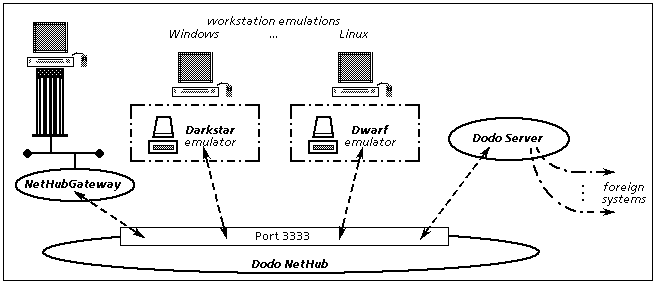 workstation emulations
Windows ... Linux
Darkstar
emulator
Dwarf
emulator
Dodo Server
NetHubGateway
foreign
systems
Port 3333
Dodo NetHub